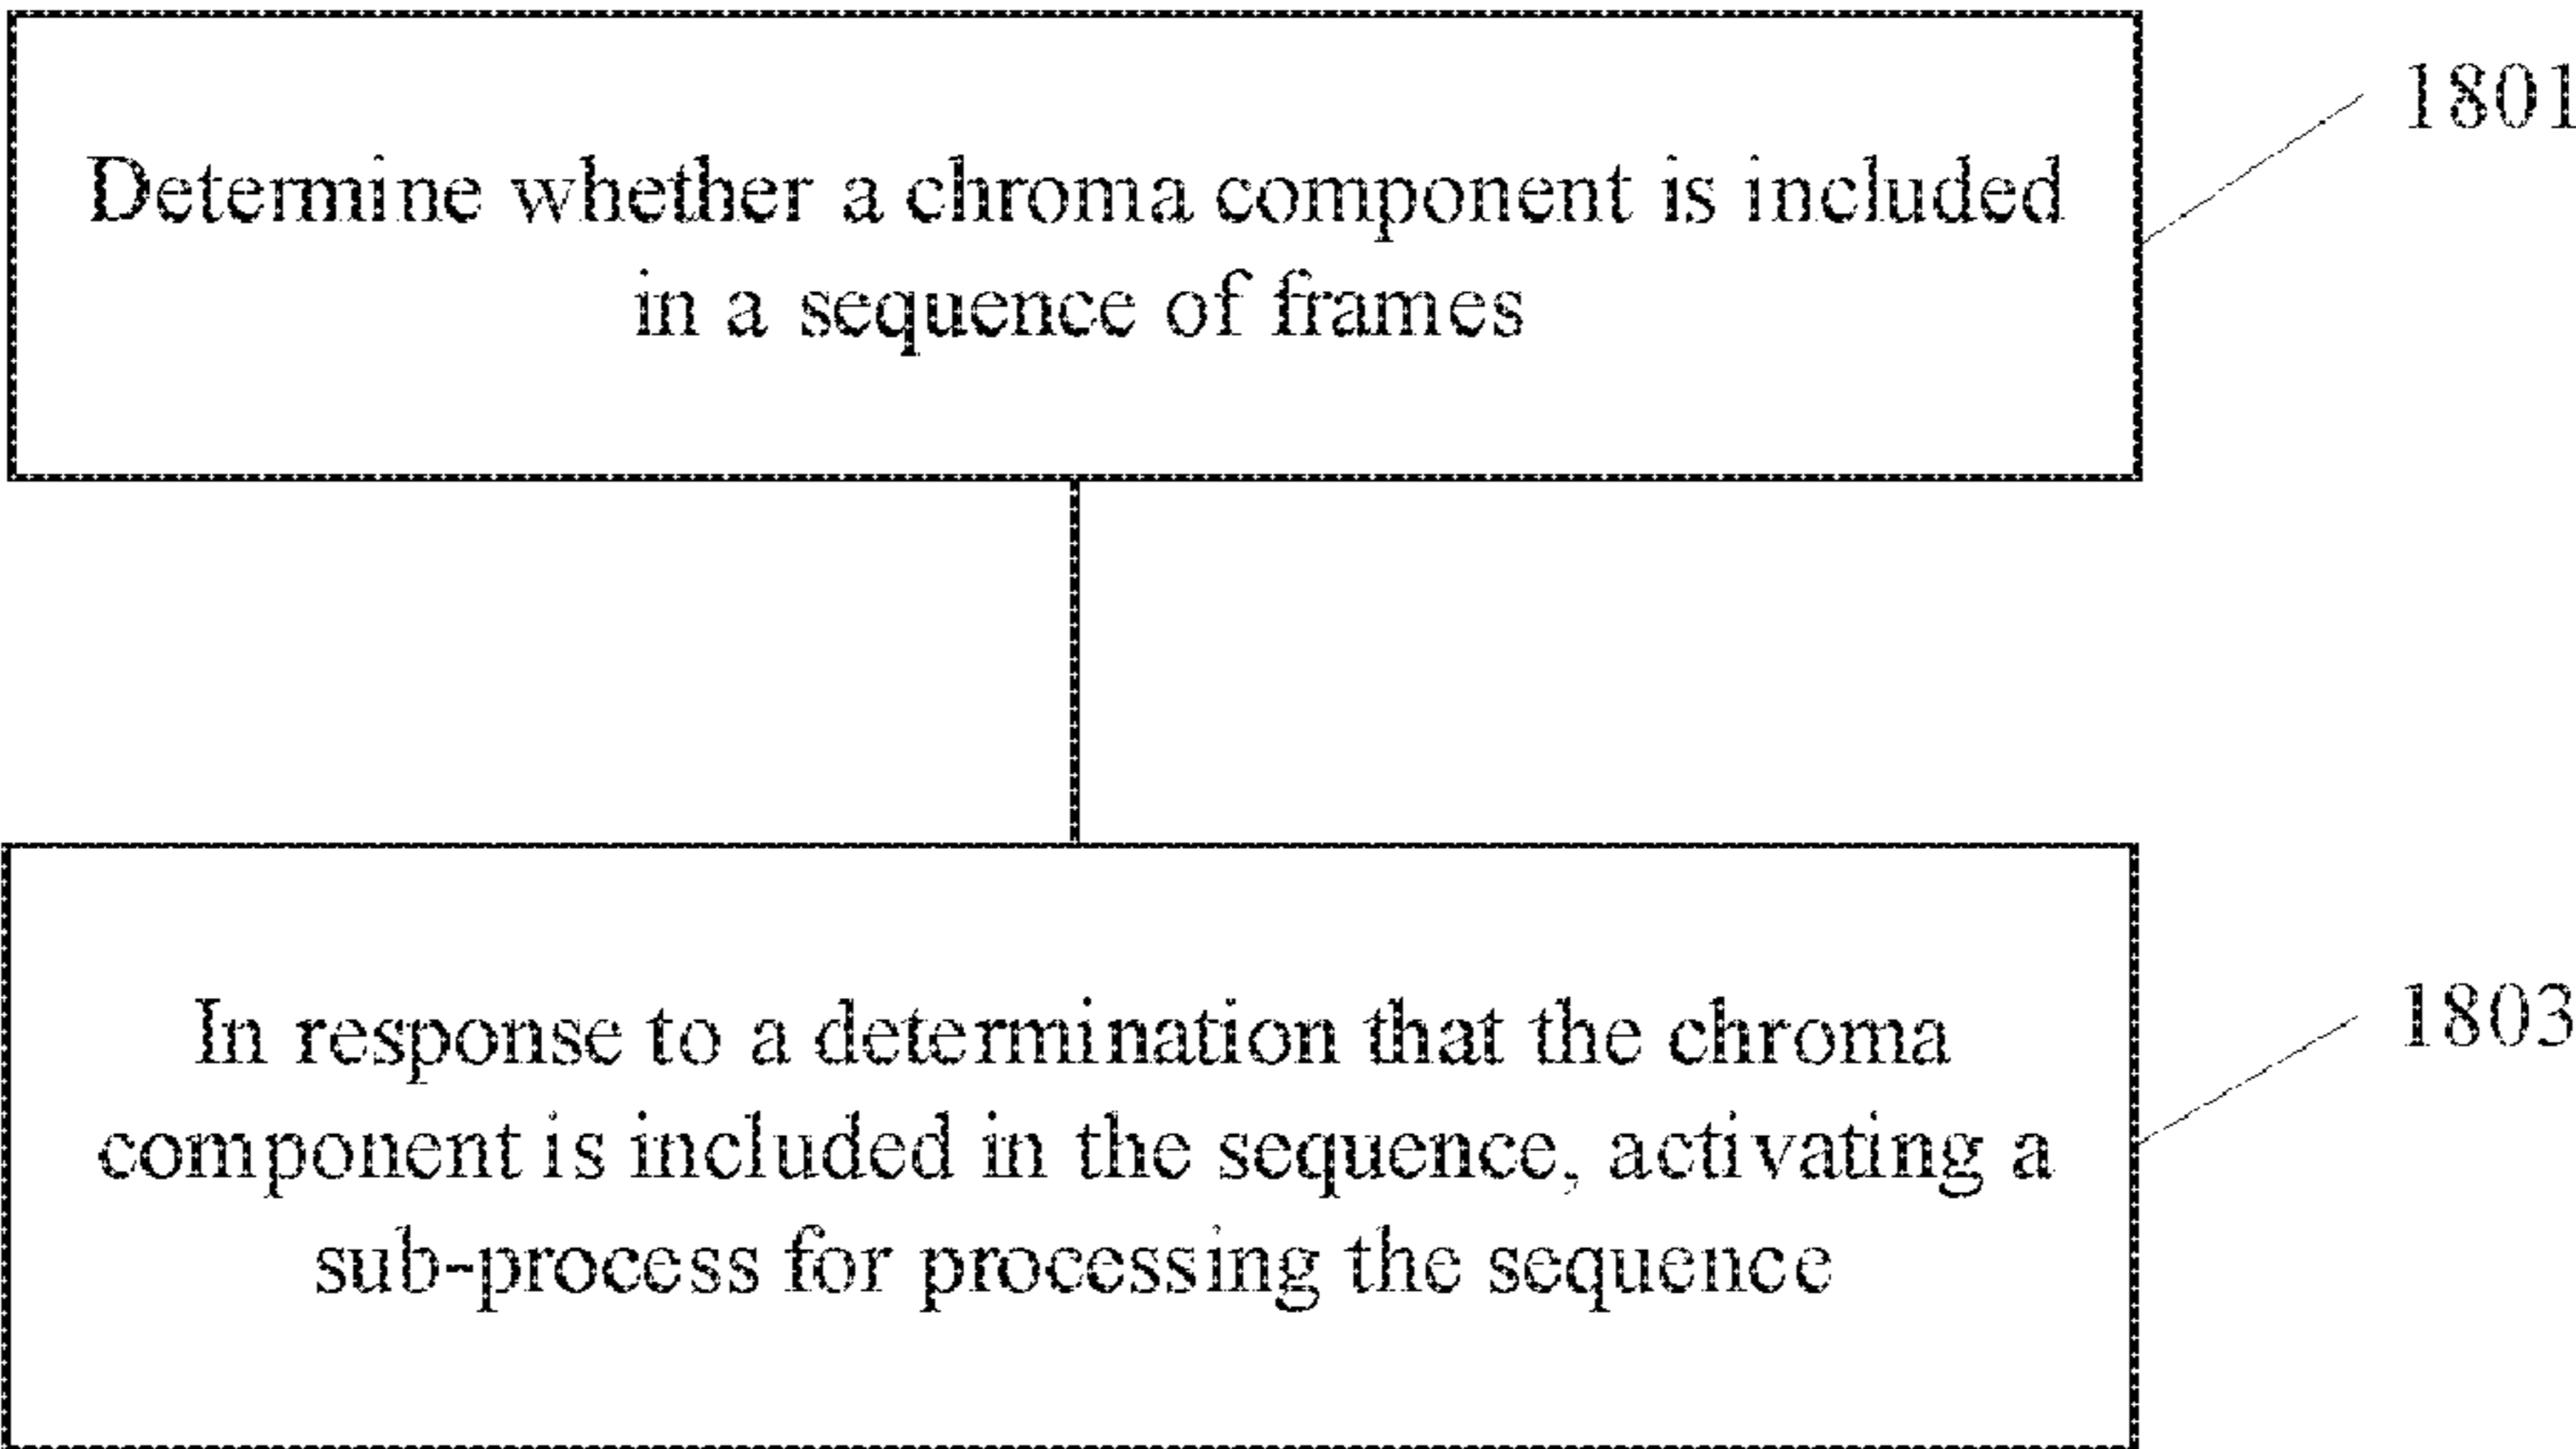 Determine whether a chroma component is included
in a sequence of frames
1801
In response to a determination that the chroma
component is included in the sequence, activating a
sub-process for processing the sequence
1803